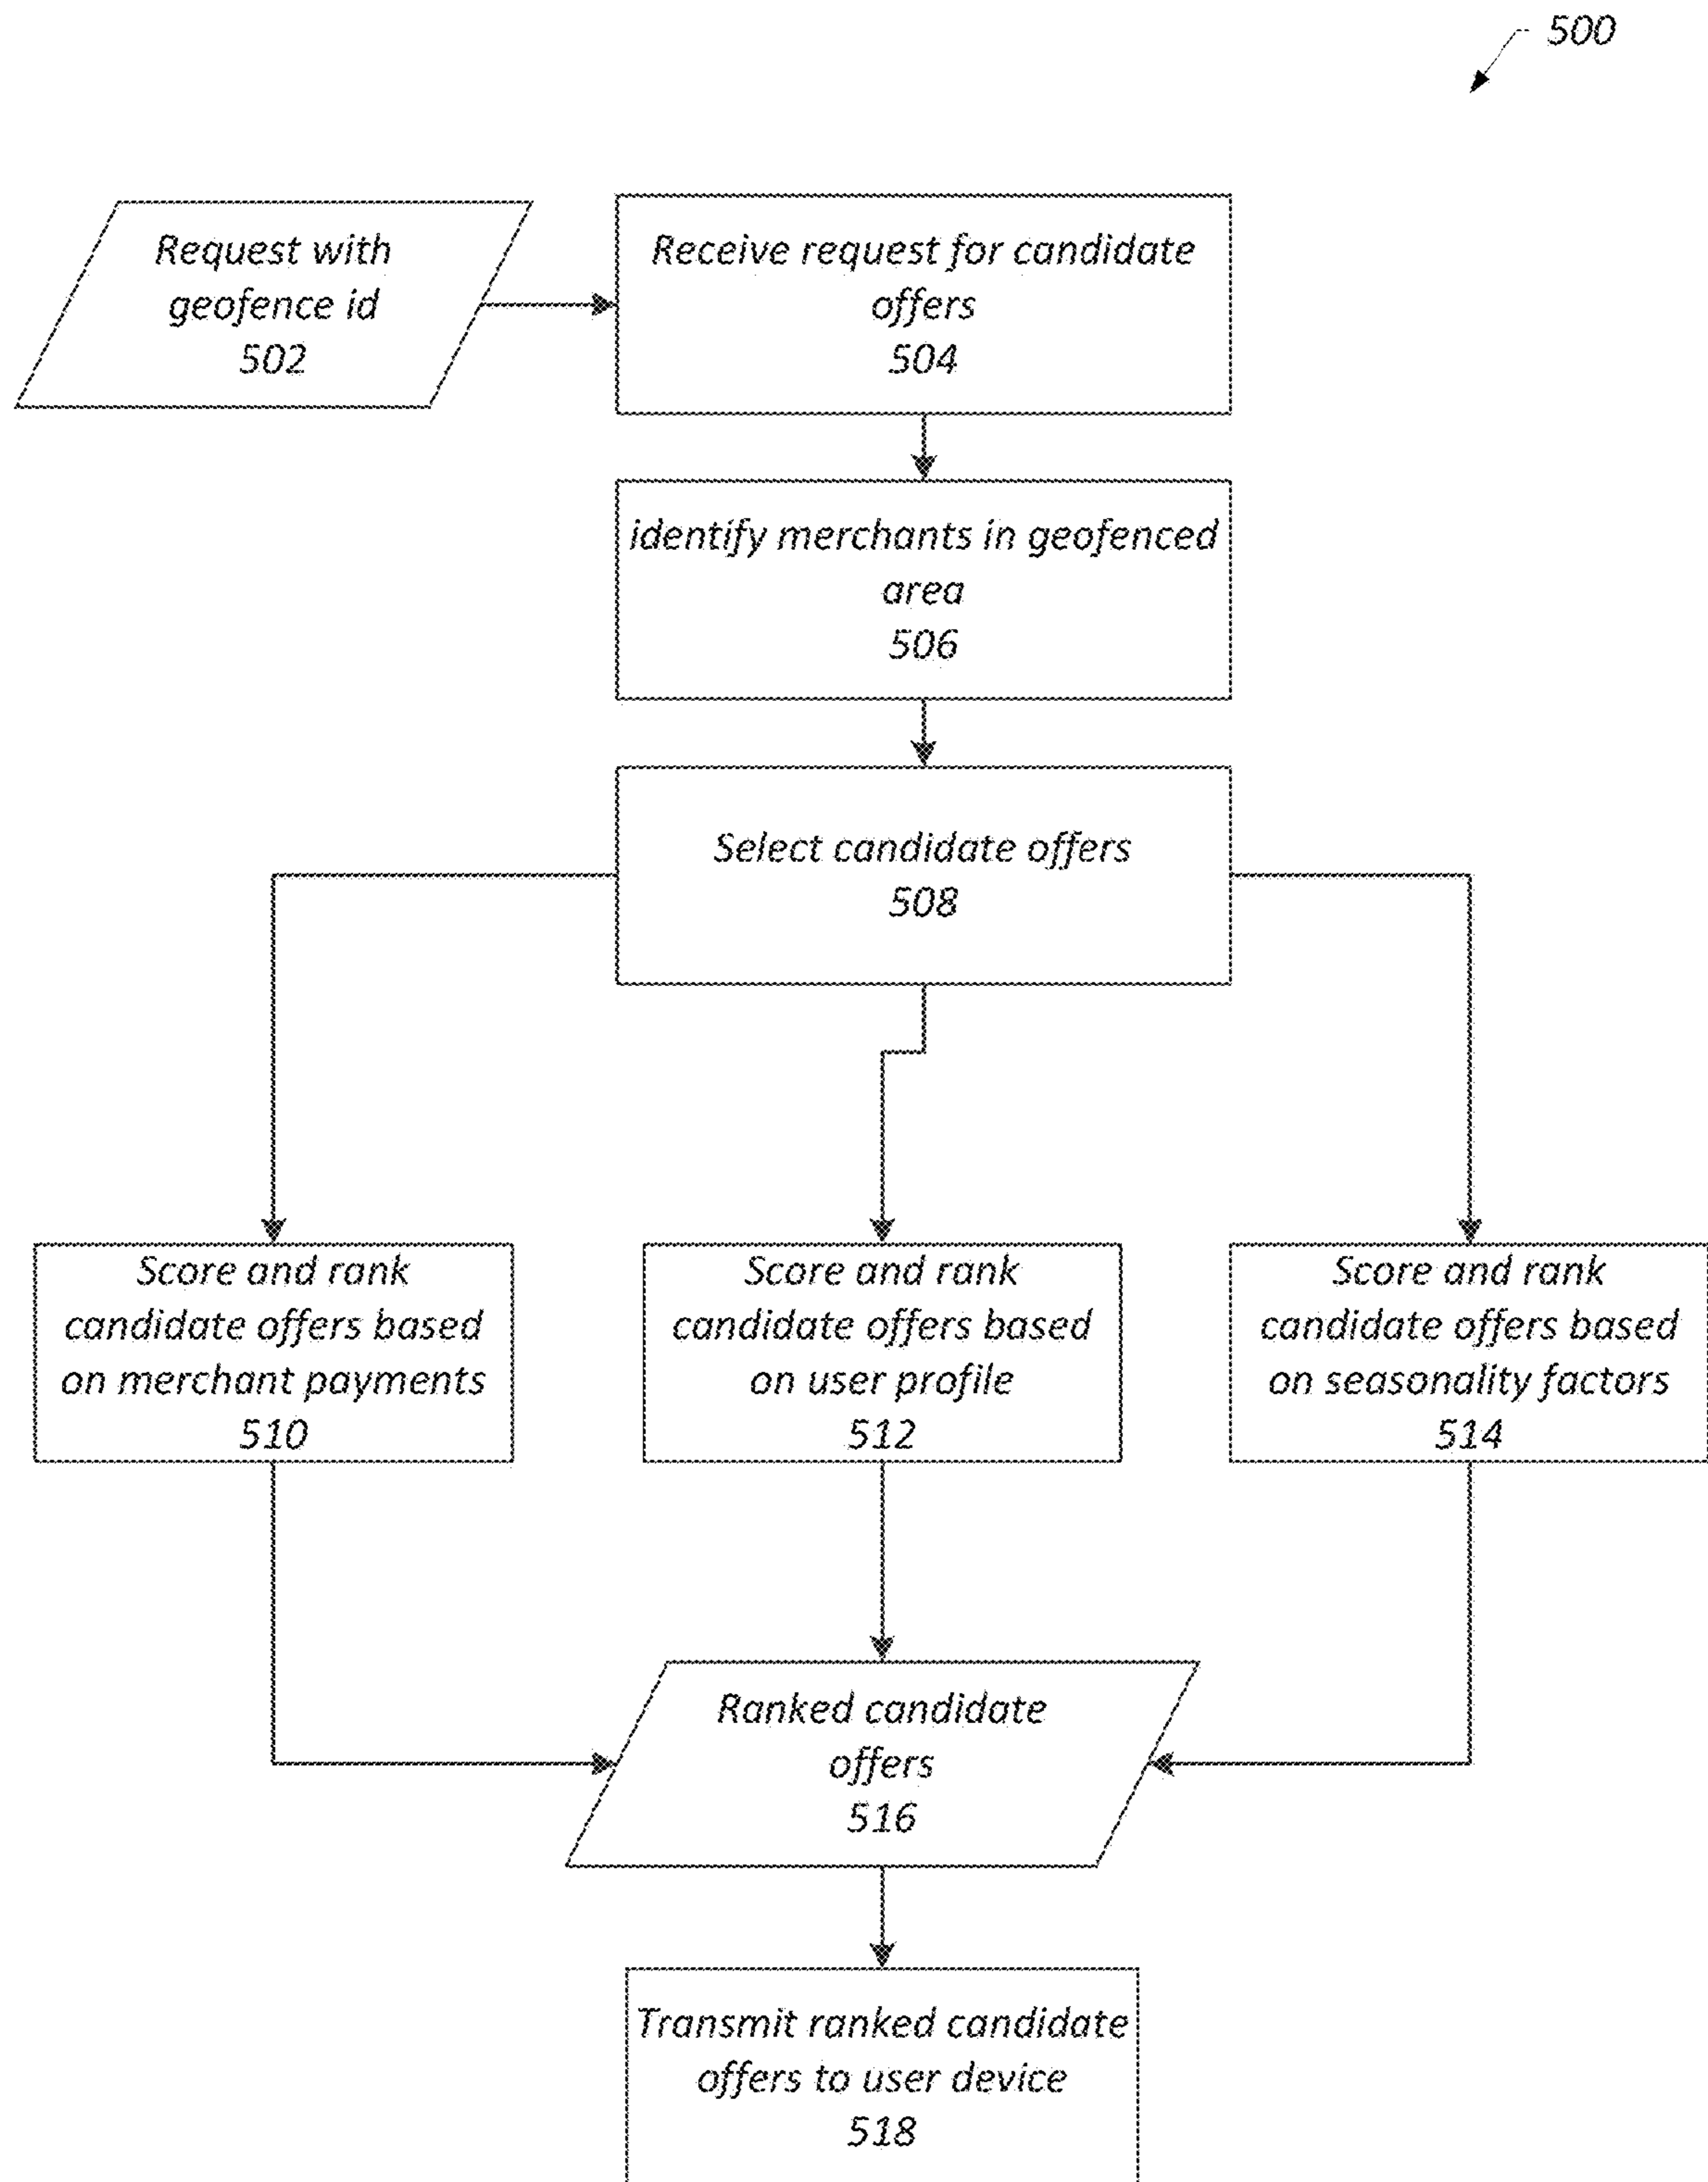 500
Request with
geofence id
502
Receive request for candidate
offers
504
identify merchants in geofenced
area
506
Select candidate offers
508
Score and rank
candidate offers based
on merchant payments
510
Score and rank
candidate offers based
on user profile
512
Score and rank
candidate offers based
on seasonality factors
514
Ranked candidate
offers
516
Transmit ranked candidate
offers to user device
518